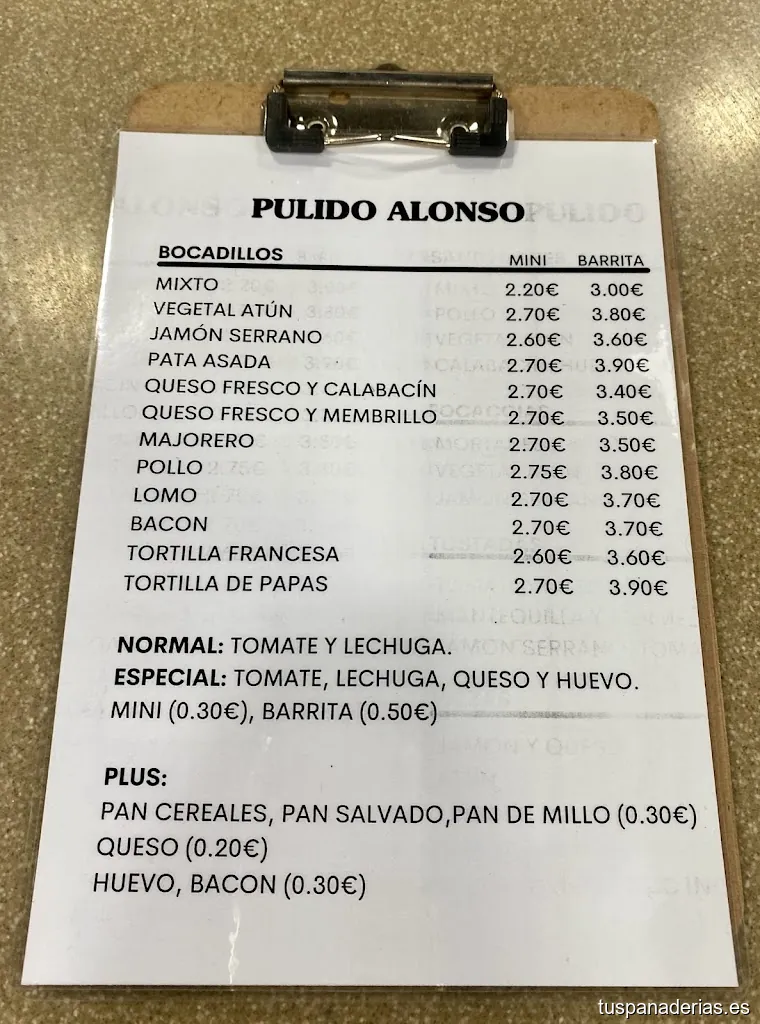 PULIDO ALONSO
BOCADILLOS MINI BARRITA
MIXTO 2.20€ 3.00€
VEGETAL ATÚN 2.70€ 3.80€
JAMÓN SERRANO 2.60€ 3.60€
PATA ASADA 2.70€ 3.90€
QUESO FRESCO Y CALABACÍN 2.70€ 3.40€
QUESO FRESCO Y MEMBRILLO 2.70€ 3.50€
MAJORERO 2.70€ 3.50€
POLLO 2.75€ 3.80€
LOMO 2.70€ 3.70€
BACON 2.70€ 3.70€
TORTILLA FRANCESA 2.60€ 3.60€
TORTILLA DE PAPAS 2.70€ 3.90€
NORMAL: TOMATE Y LECHUGA.
ESPECIAL: TOMATE, LECHUGA, QUESO Y HUEVO.
MINI (0.30€), BARRITA (0.50€)
PLUS:
PAN CEREALES, PAN SALVADO,PAN DE MILLO (0.30€)
QUESO (0.20€)
HUEVO, BACON (0.30€)
tuspanaderias.es